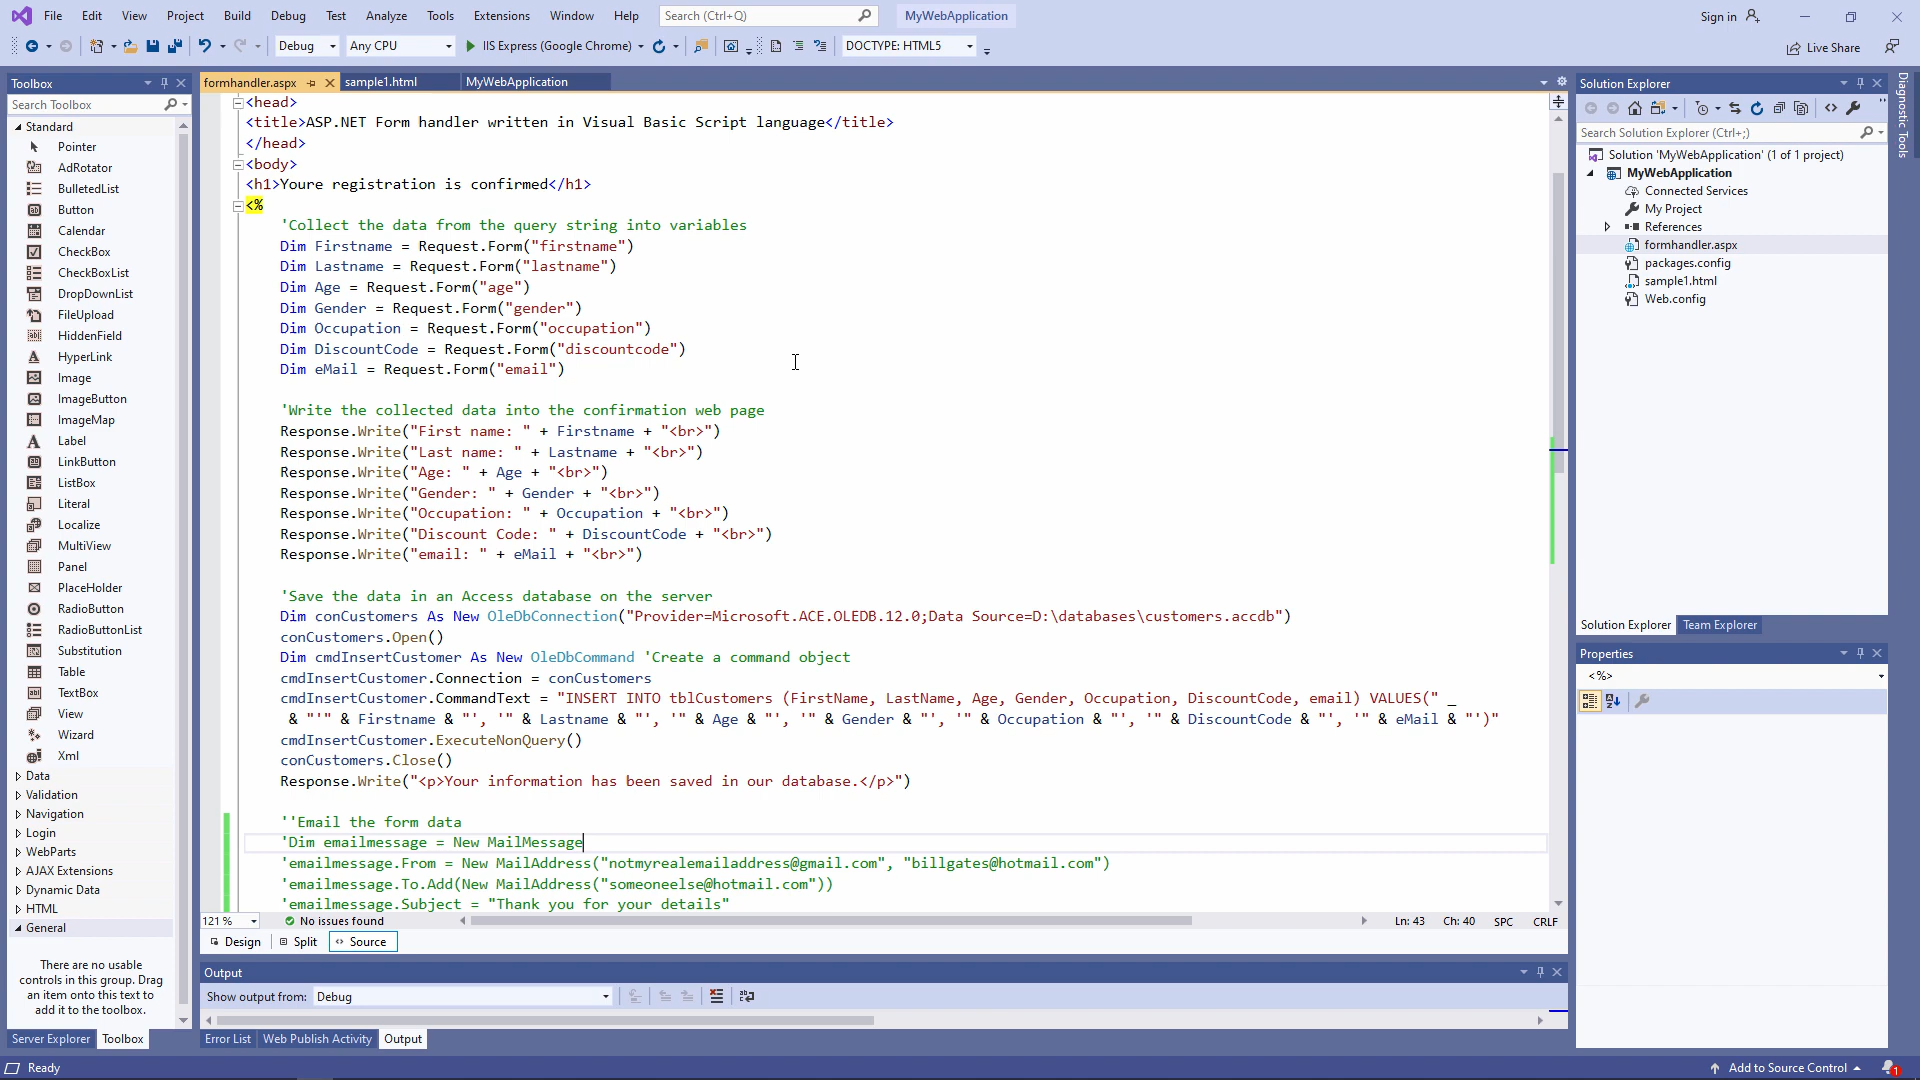 File Edit View Project Build Debug Test Analyze Tools Extensions Window Help Search (Ctrl+Q) MyWebApplication Sign in
Debug Any CPU IIS Express (Google Chrome) DOCTYPE: HTML5 Live Share
Toolbox
Search Toolbox
Standard
Pointer
AdRotator
BulletedList
Button
Calendar
CheckBox
CheckBoxList
DropDownList
FileUpload
HiddenField
HyperLink
Image
ImageButton
ImageMap
Label
LinkButton
ListBox
Literal
Localize
MultiView
Panel
PlaceHolder
RadioButton
RadioButtonList
Substitution
Table
TextBox
View
Wizard
Xml
Data
Validation
Navigation
Login
WebParts
AJAX Extensions
Dynamic Data
HTML
General
There are no usable
controls in this group. Drag
an item onto this text to
add it to the toolbox.
Server Explorer Toolbox
formhandler.aspx sample1.html MyWebApplication
<head>
<title>ASP.NET Form handler written in Visual Basic Script language</title>
</head>
<body>
<h1>Youre registration is confirmed</h1>
<%
'Collect the data from the query string into variables
Dim Firstname = Request.Form("firstname")
Dim Lastname = Request.Form("lastname")
Dim Age = Request.Form("age")
Dim Gender = Request.Form("gender")
Dim Occupation = Request.Form("occupation")
Dim DiscountCode = Request.Form("discountcode")
Dim eMail = Request.Form("email")
'Write the collected data into the confirmation web page
Response.Write("First name: " + Firstname + "<br>")
Response.Write("Last name: " + Lastname + "<br>")
Response.Write("Age: " + Age + "<br>")
Response.Write("Gender: " + Gender + "<br>")
Response.Write("Occupation: " + Occupation + "<br>")
Response.Write("Discount Code: " + DiscountCode + "<br>")
Response.Write("email: " + eMail + "<br>")
'Save the data in an Access database on the server
Dim conCustomers As New OleDbConnection("Provider=Microsoft.ACE.OLEDB.12.0;Data Source=D:\databases\customers.accdb")
conCustomers.Open()
Dim cmdInsertCustomer As New OleDbCommand 'Create a command object
cmdInsertCustomer.Connection = conCustomers
cmdInsertCustomer.CommandText = "INSERT INTO tblCustomers (FirstName, LastName, Age, Gender, Occupation, DiscountCode, email) VALUES(" _
& "'" & Firstname & "', '" & Lastname & "', '" & Age & "', '" & Gender & "', '" & Occupation & "', '" & DiscountCode & "', '" & eMail & "')"
cmdInsertCustomer.ExecuteNonQuery()
conCustomers.Close()
Response.Write("<p>Your information has been saved in our database.</p>")
''Email the form data
'Dim emailmessage = New MailMessage
'emailmessage.From = New MailAddress("notmyrealemailaddress@gmail.com", "billgates@hotmail.com")
'emailmessage.To.Add(New MailAddress("someoneelse@hotmail.com"))
'emailmessage.Subject = "Thank you for your details"
121 % No issues found Ln: 43 Ch: 40 SPC CRLF
Design Split Source
Output
Show output from: Debug
Error List Web Publish Activity Output
Solution Explorer
Search Solution Explorer (Ctrl+;)
Solution 'MyWebApplication' (1 of 1 project)
MyWebApplication
Connected Services
My Project
References
formhandler.aspx
packages.config
sample1.html
Web.config
Solution Explorer Team Explorer
Properties
<%>
Diagnostic Tools
Ready Add to Source Control 1